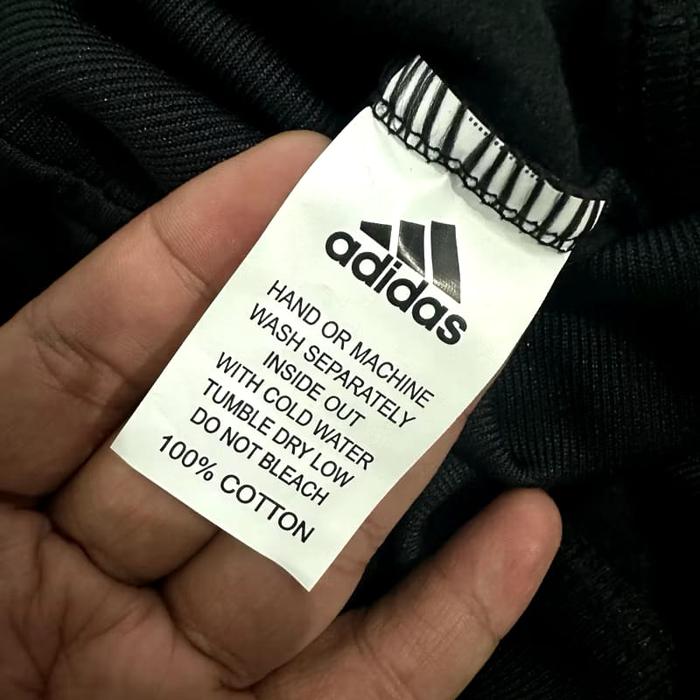 adidas
HAND OR MACHINE
WASH SEPARATELY
INSIDE OUT
WITH COLD WATER
TUMBLE DRY LOW
DO NOT BLEACH
100% COTTON